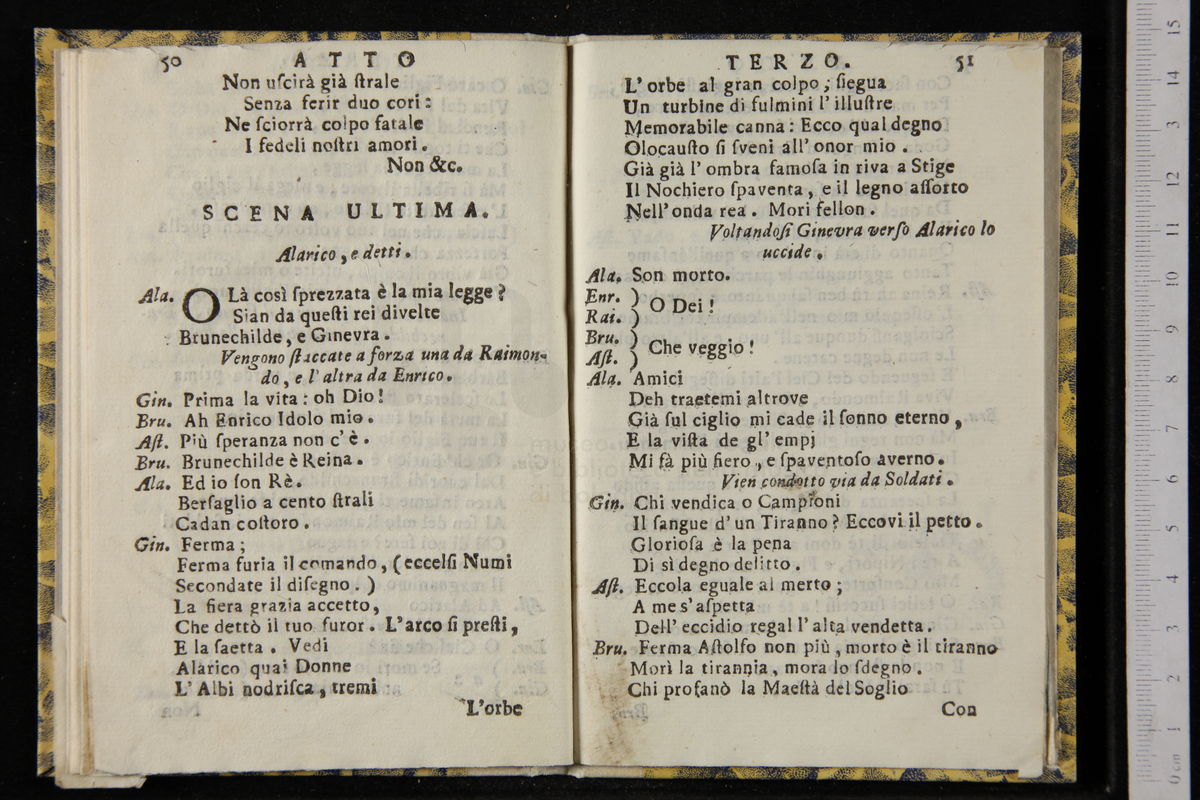 50 ATTO
Non uſcirà già ſtrale
Senza ferir duo cori:
Ne ſciorrà colpo fatale
I fedeli noſtri amori.
Non &c.
SCENA ULTIMA.
Alarico, e detti.
Ala. OLà così ſprezzata è la mia legge?
Sian da queſti rei divelte
Brunechilde, e Ginevra.
Vengono ſtaccate a forza una da Raimon-
do, e l'altra da Enrico.
Gin. Prima la vita: oh Dio!
Bru. Ah Enrico Idolo mio.
Aſt. Più ſperanza non c'è.
Bru. Brunechilde è Reina.
Ala. Ed io ſon Rè.
Berſaglio a cento ſtrali
Cadan coſtoro.
Gin. Ferma;
Ferma furia il comando, (eccelſi Numi
Secondate il diſegno.)
La fiera grazia accetto,
Che dettò il tuo furor. L'arco ſi preſti,
E la ſaetta. Vedi
Alarico quai Donne
L'Albi nodriſca, tremi
L'orbe
TERZO. 51
L'orbe al gran colpo; ſiegua
Un turbine di fulmini l'illuſtre
Memorabile canna: Ecco qual degno
Olocauſto ſi ſveni all'onor mio.
Già già l'ombra famoſa in riva a Stige
Il Nochiero ſpaventa, e il legno aſſorto
Nell'onda rea. Mori fellon.
Voltandoſi Ginevra verſo Alarico lo
uccide.
Ala. Son morto.
Enr. )
Rai. ) O Dei!
Bru. )
Aſt. ) Che veggio!
Ala. Amici
Deh traetemi altrove
Già ſul ciglio mi cade il ſonno eterno,
E la viſta de gl'empj
Mi fà più fiero, e ſpaventoſo averno.
Vien condotto via da Soldati.
Gin. Chi vendica o Campioni
Il ſangue d'un Tiranno? Eccovi il petto.
Glorioſa è la pena
Di sì degno delitto.
Aſt. Eccola eguale al merto;
A me s'aſpetta
Dell'eccidio regal l'alta vendetta.
Bru. Ferma Aſtolfo non più, morto è il tiranno
Morì la tirannia, mora lo ſdegno.
Chi profanò la Maeſtà del Soglio
Con